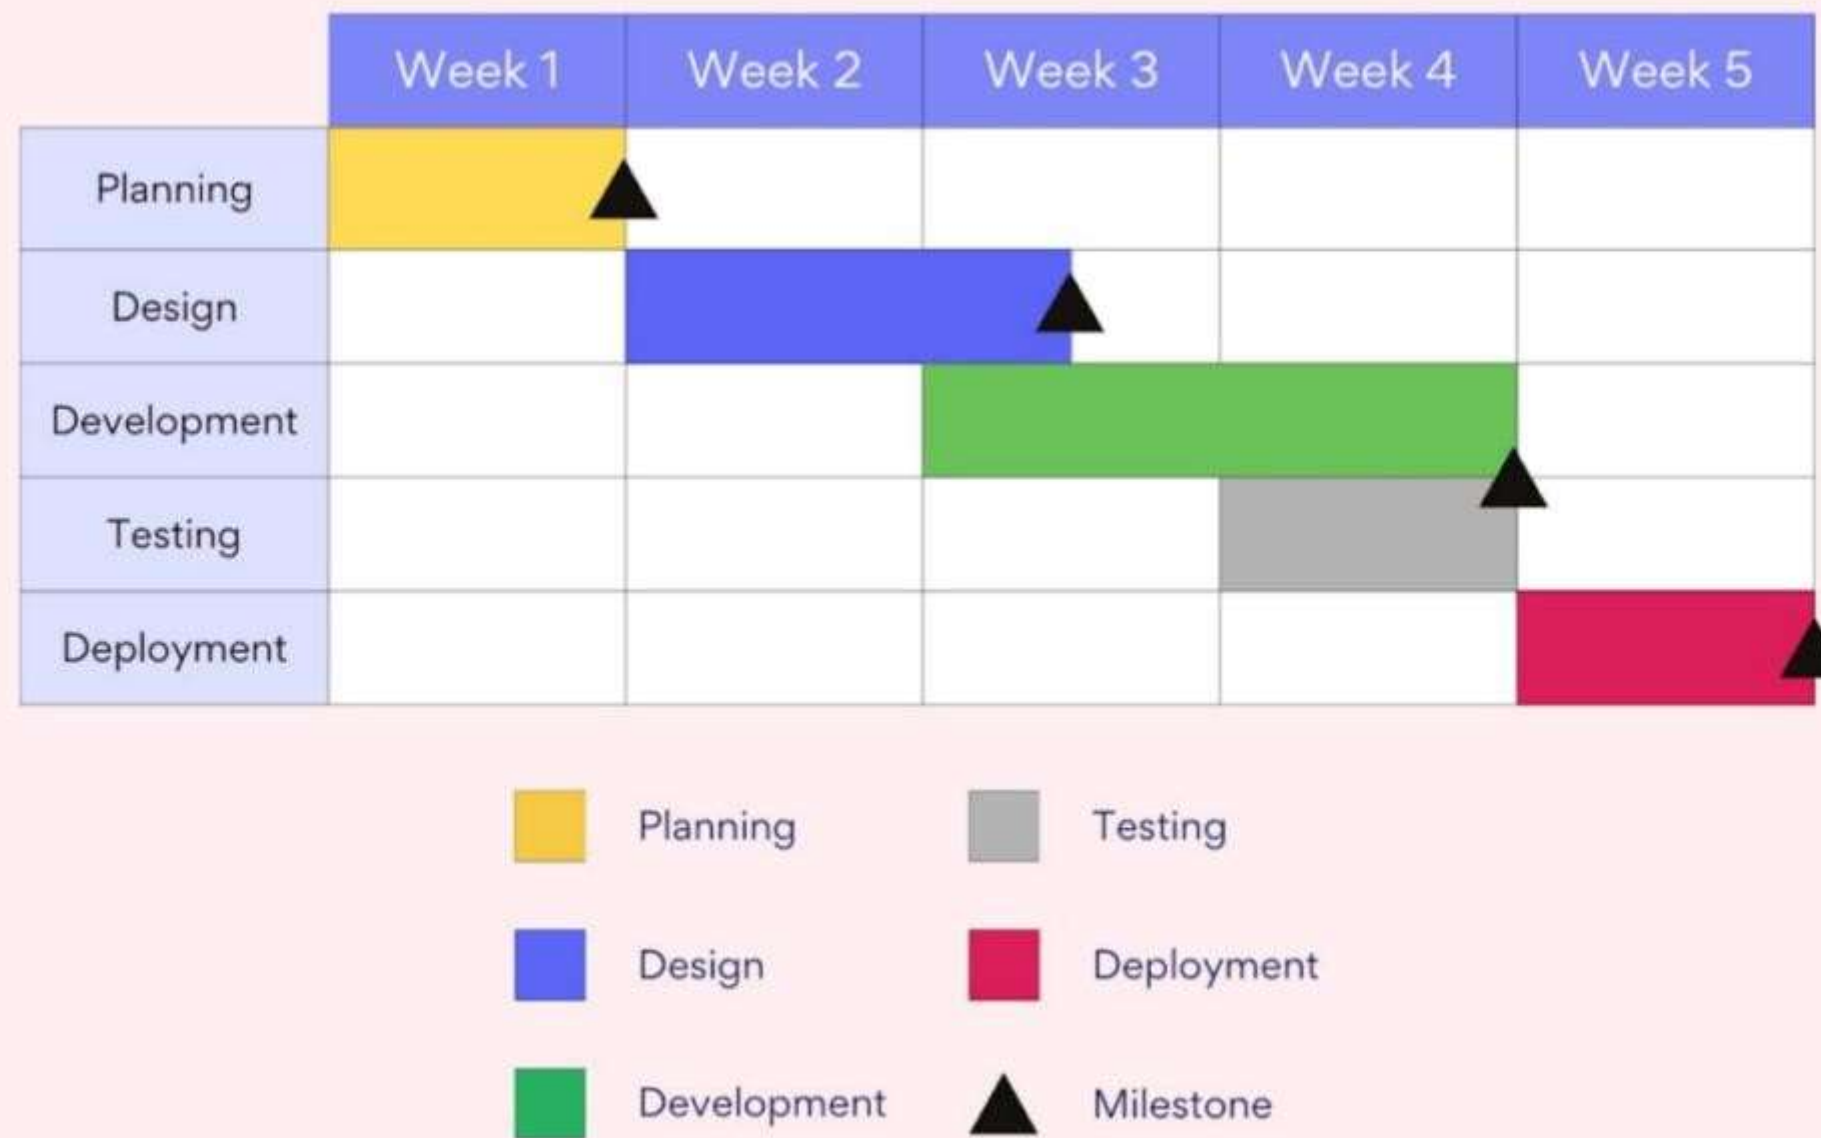 Week 1 Week 2 Week 3 Week 4 Week 5
Planning
Design
Development
Testing
Deployment
Planning Testing
Design Deployment
Development Milestone